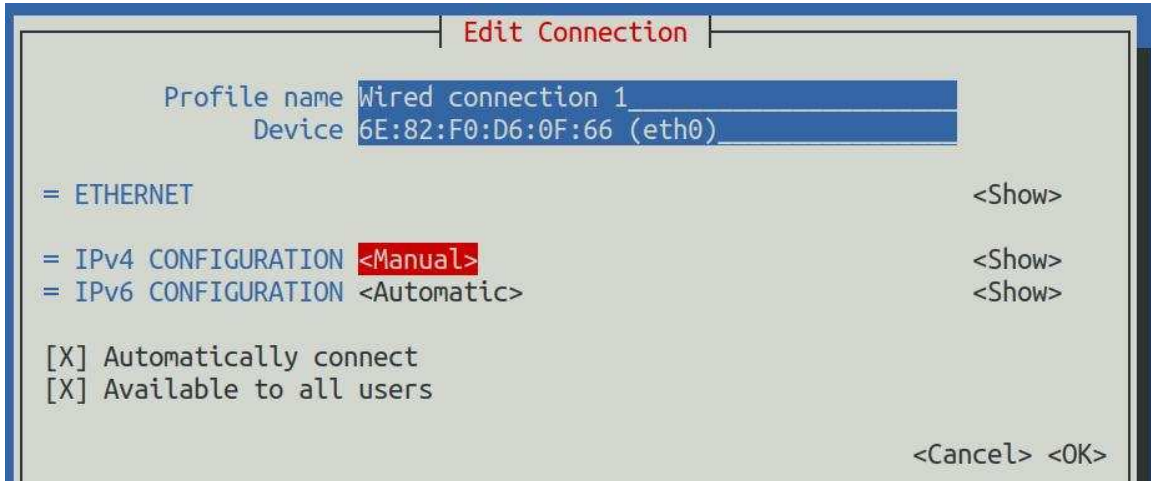 Edit Connection
Profile name Wired connection 1
Device 6E:82:F0:D6:0F:66 (eth0)
= ETHERNET <Show>
= IPv4 CONFIGURATION <Manual> <Show>
= IPv6 CONFIGURATION <Automatic> <Show>
[X] Automatically connect
[X] Available to all users
<Cancel> <OK>